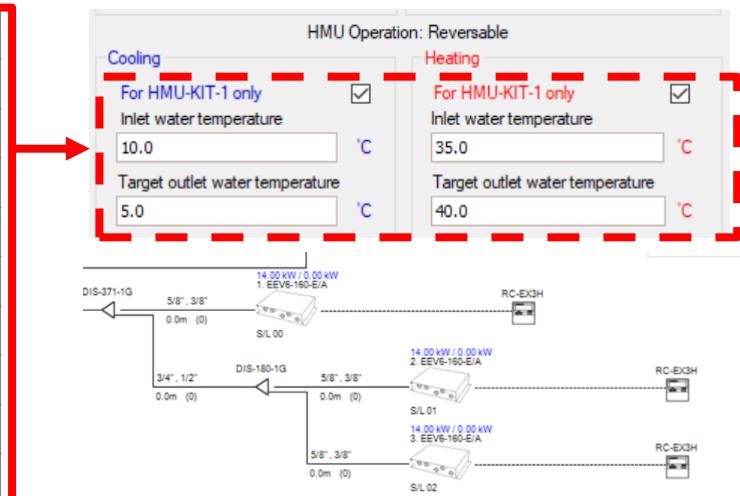 HMU Operation: Reversable
Cooling
For HMU-KIT-1 only
Inlet water temperature
10.0 °C
Target outlet water temperature
5.0 °C
Heating
For HMU-KIT-1 only
Inlet water temperature
35.0 °C
Target outlet water temperature
40.0 °C
14.00 kW / 0.00 kW
1. EEV6-160-E/A
DIS-371-1G
5/8", 3/8"
0.0m (0)
S/L 00
RC-EX3H
14.00 kW / 0.00 kW
2. EEV6-160-E/A
DIS-180-1G
3/4", 1/2"
0.0m (0)
5/8", 3/8"
0.0m (0)
S/L 01
RC-EX3H
14.00 kW / 0.00 kW
3. EEV6-160-E/A
5/8", 3/8"
0.0m (0)
S/L 02
RC-EX3H